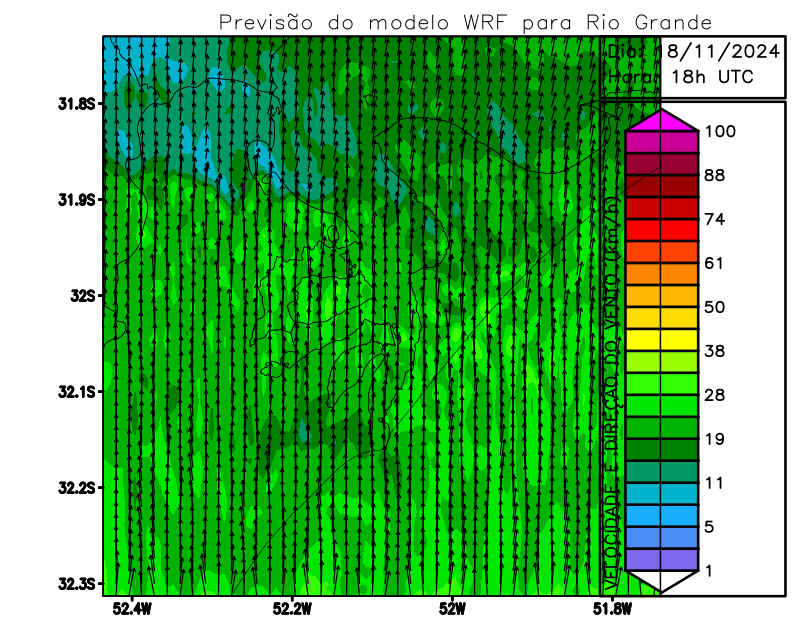 Previsão do modelo WRF para Rio Grande
Dia: 18/11/2024
Hora: 18h UTC
VELOCIDADE E DIREÇÃO DO VENTO (km/h)
100
88
74
61
50
38
28
19
11
5
1
31.8S
31.9S
32S
32.1S
32.2S
32.3S
52.4W 52.2W 52W 51.8W